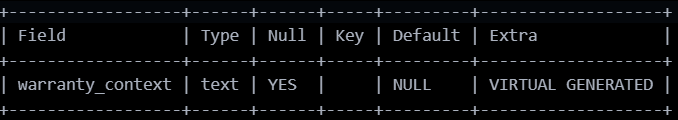 +------------------+------+------+-----+---------+-------------------+
| Field            | Type | Null | Key | Default | Extra             |
+------------------+------+------+-----+---------+-------------------+
| warranty_context | text | YES  |     | NULL    | VIRTUAL GENERATED |
+------------------+------+------+-----+---------+-------------------+